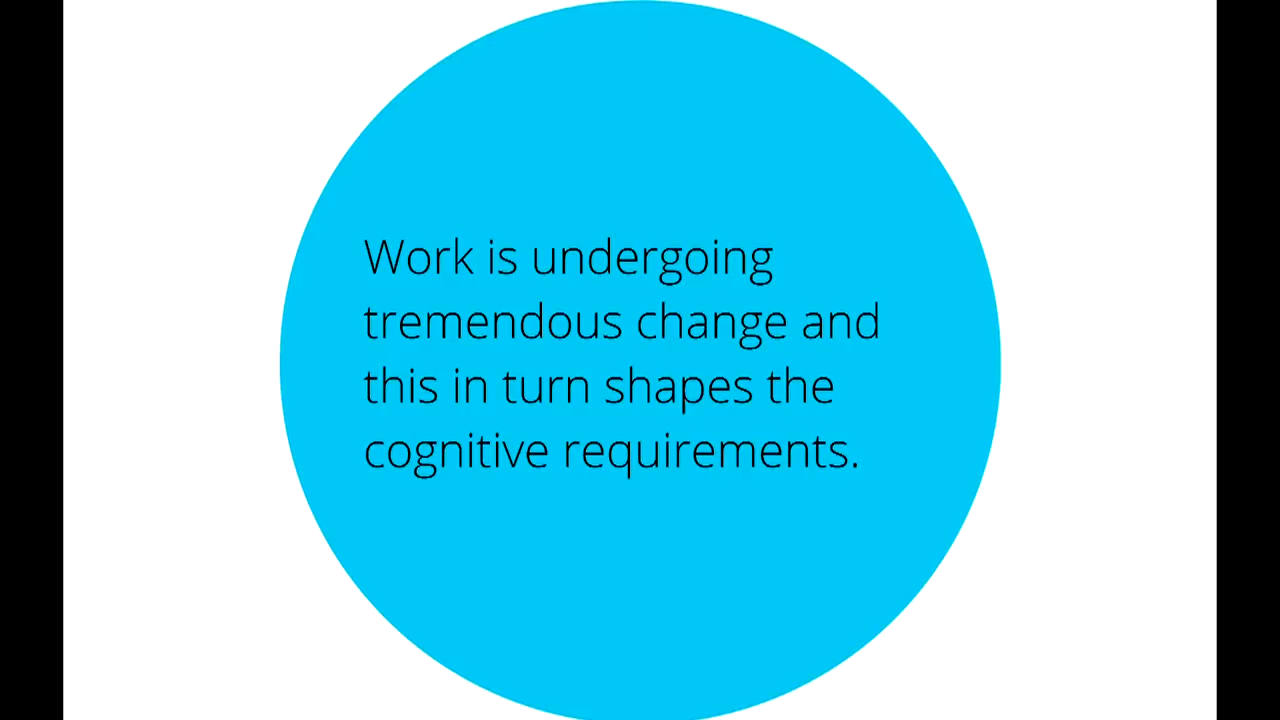 Work is undergoing
tremendous change and
this in turn shapes the
cognitive requirements.